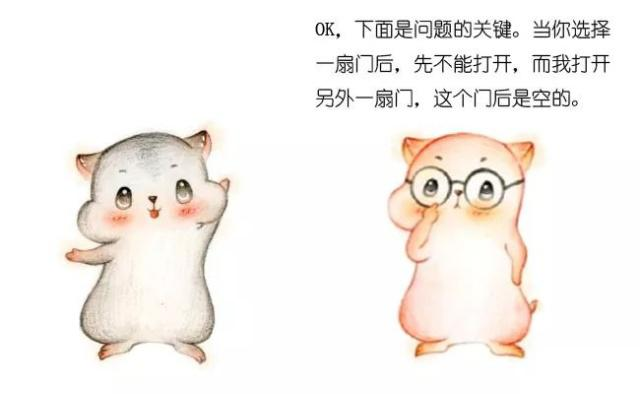 OK，下面是问题的关键。当你选择
一扇门后，先不能打开，而我打开
另外一扇门，这个门后是空的。